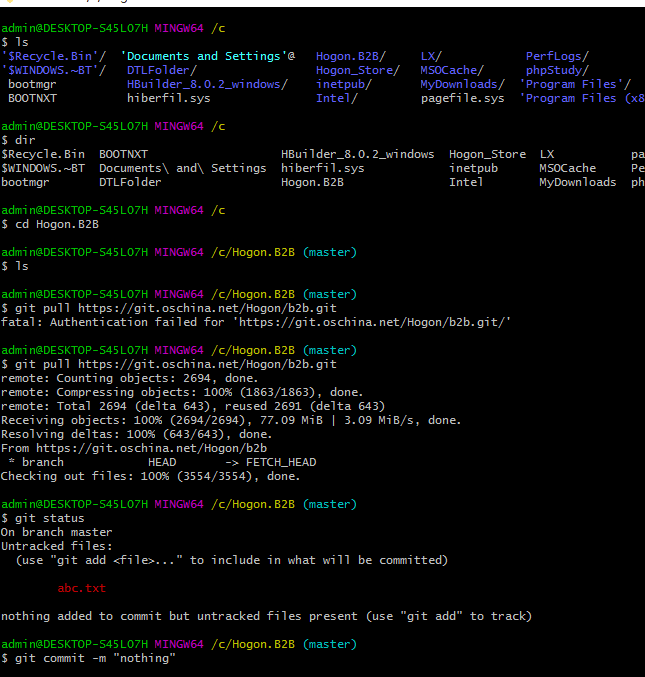 admin@DESKTOP-S45LO7H MINGW64 /c
$ ls
'$Recycle.Bin'/ 'Documents and Settings'@ Hogon.B2B/ LX/ PerfLogs/
'$WINDOWS.~BT'/ DTLFolder/ Hogon_Store/ MSOCache/ phpStudy/
bootmgr HBuilder_8.0.2_windows/ inetpub/ MyDownloads/ 'Program Files'/
BOOTNXT hiberfil.sys Intel/ pagefile.sys 'Program Files (x8
admin@DESKTOP-S45LO7H MINGW64 /c
$ dir
$Recycle.Bin BOOTNXT HBuilder_8.0.2_windows Hogon_Store LX pa
$WINDOWS.~BT Documents\ and\ Settings hiberfil.sys inetpub MSOCache Pe
bootmgr DTLFolder Hogon.B2B Intel MyDownloads ph
admin@DESKTOP-S45LO7H MINGW64 /c
$ cd Hogon.B2B
admin@DESKTOP-S45LO7H MINGW64 /c/Hogon.B2B (master)
$ ls
admin@DESKTOP-S45LO7H MINGW64 /c/Hogon.B2B (master)
$ git pull https://git.oschina.net/Hogon/b2b.git
fatal: Authentication failed for 'https://git.oschina.net/Hogon/b2b.git/'
admin@DESKTOP-S45LO7H MINGW64 /c/Hogon.B2B (master)
$ git pull https://git.oschina.net/Hogon/b2b.git
remote: Counting objects: 2694, done.
remote: Compressing objects: 100% (1863/1863), done.
remote: Total 2694 (delta 643), reused 2691 (delta 643)
Receiving objects: 100% (2694/2694), 77.09 MiB | 3.09 MiB/s, done.
Resolving deltas: 100% (643/643), done.
From https://git.oschina.net/Hogon/b2b
* branch HEAD -> FETCH_HEAD
Checking out files: 100% (3554/3554), done.
admin@DESKTOP-S45LO7H MINGW64 /c/Hogon.B2B (master)
$ git status
On branch master
Untracked files:
(use "git add <file>..." to include in what will be committed)
abc.txt
nothing added to commit but untracked files present (use "git add" to track)
admin@DESKTOP-S45LO7H MINGW64 /c/Hogon.B2B (master)
$ git commit -m "nothing"